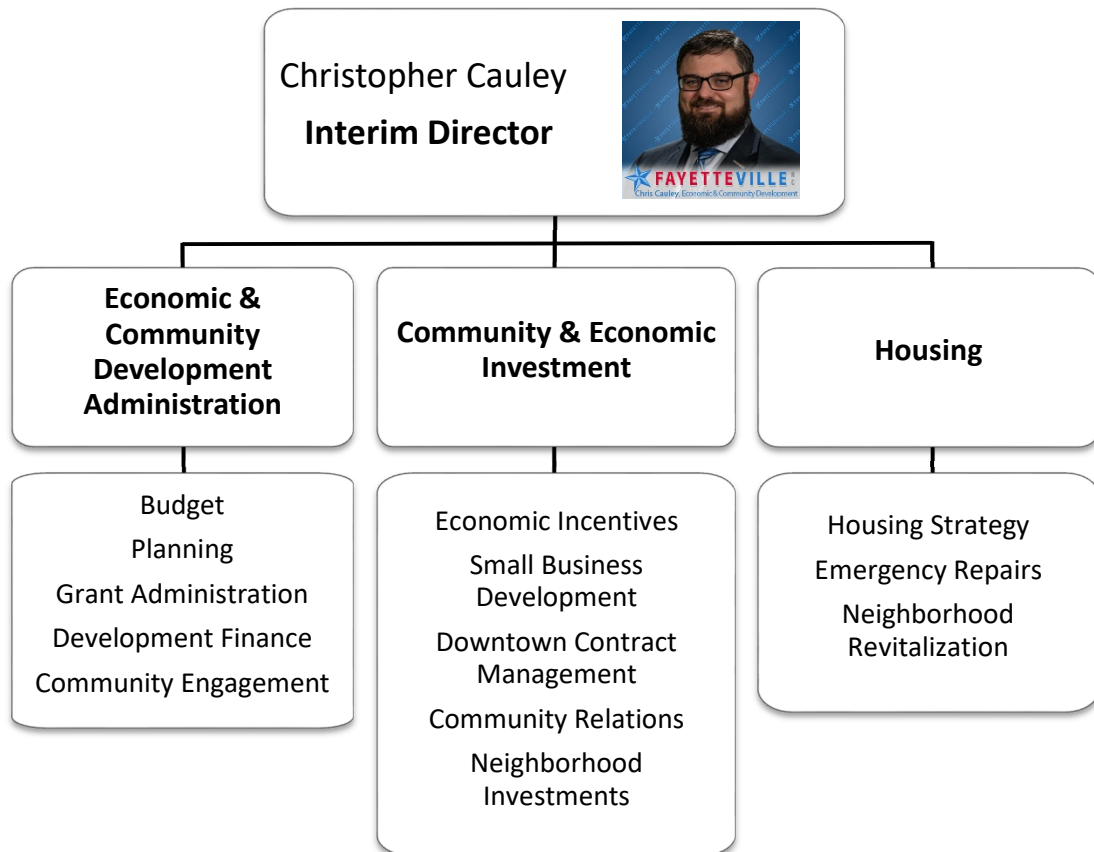 Christopher Cauley
Interim Director
FAYETTEVILLE NC
Chris Cauley, Economic & Community Development
Economic &
Community
Development
Administration
Community & Economic
Investment
Housing
Budget
Planning
Grant Administration
Development Finance
Community Engagement
Economic Incentives
Small Business
Development
Downtown Contract
Management
Community Relations
Neighborhood
Investments
Housing Strategy
Emergency Repairs
Neighborhood
Revitalization